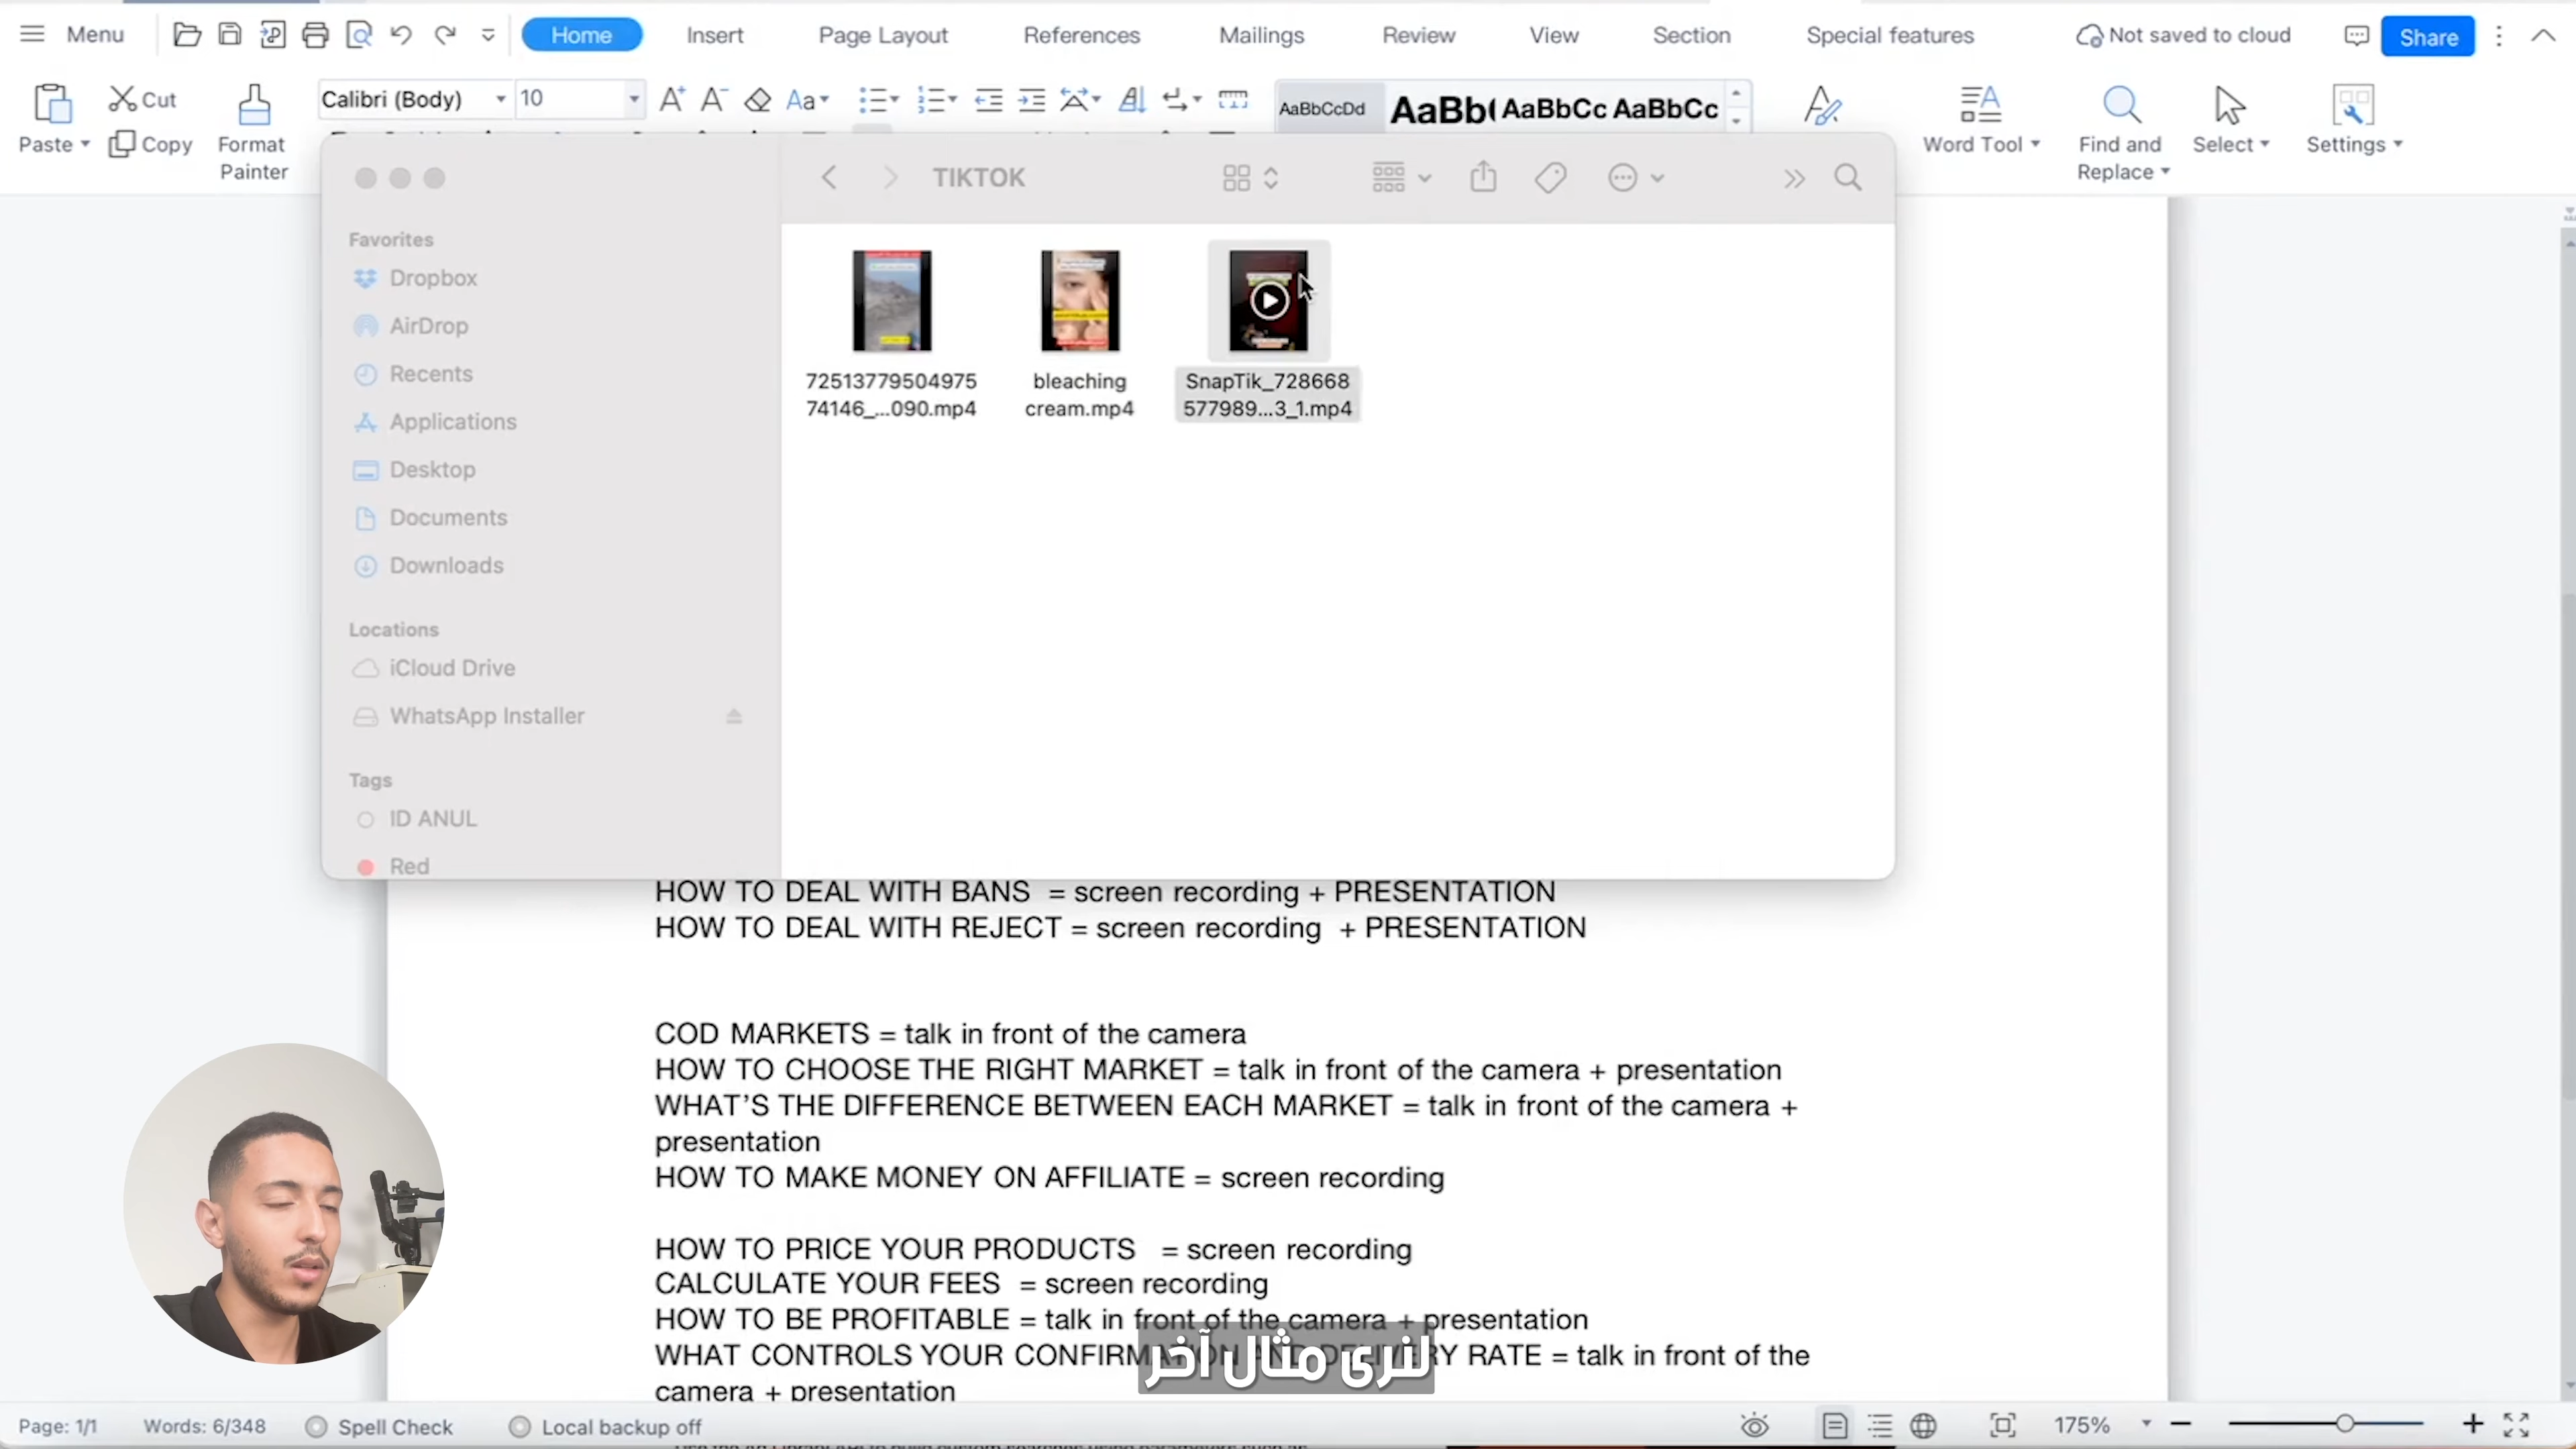 Menu
Home
Insert
Page Layout
References
Mailings
Review
View
Section
Special features
Not saved to cloud
Share
Paste
Cut
Copy
Format
Painter
Calibri (Body)
10
AaBbCcDd
AaBb(
AaBbCc
AaBbCc
Word Tool
Find and
Replace
Select
Settings
TIKTOK
Favorites
Dropbox
AirDrop
Recents
Applications
Desktop
Documents
Downloads
Locations
iCloud Drive
WhatsApp Installer
Tags
ID ANUL
Red
72513779504975
74146_...090.mp4
bleaching
cream.mp4
SnapTik_728668
577989...3_1.mp4
HOW TO DEAL WITH BANS = screen recording + PRESENTATION
HOW TO DEAL WITH REJECT = screen recording + PRESENTATION
COD MARKETS = talk in front of the camera
HOW TO CHOOSE THE RIGHT MARKET = talk in front of the camera + presentation
WHAT'S THE DIFFERENCE BETWEEN EACH MARKET = talk in front of the camera +
presentation
HOW TO MAKE MONEY ON AFFILIATE = screen recording
HOW TO PRICE YOUR PRODUCTS = screen recording
CALCULATE YOUR FEES = screen recording
HOW TO BE PROFITABLE = talk in front of the camera + presentation
WHAT CONTROLS YOUR CONFIRMATION AND DELIVERY RATE = talk in front of the
camera + presentation
لنرى مثال آخر
Page: 1/1
Words: 6/348
Spell Check
Local backup off
175%